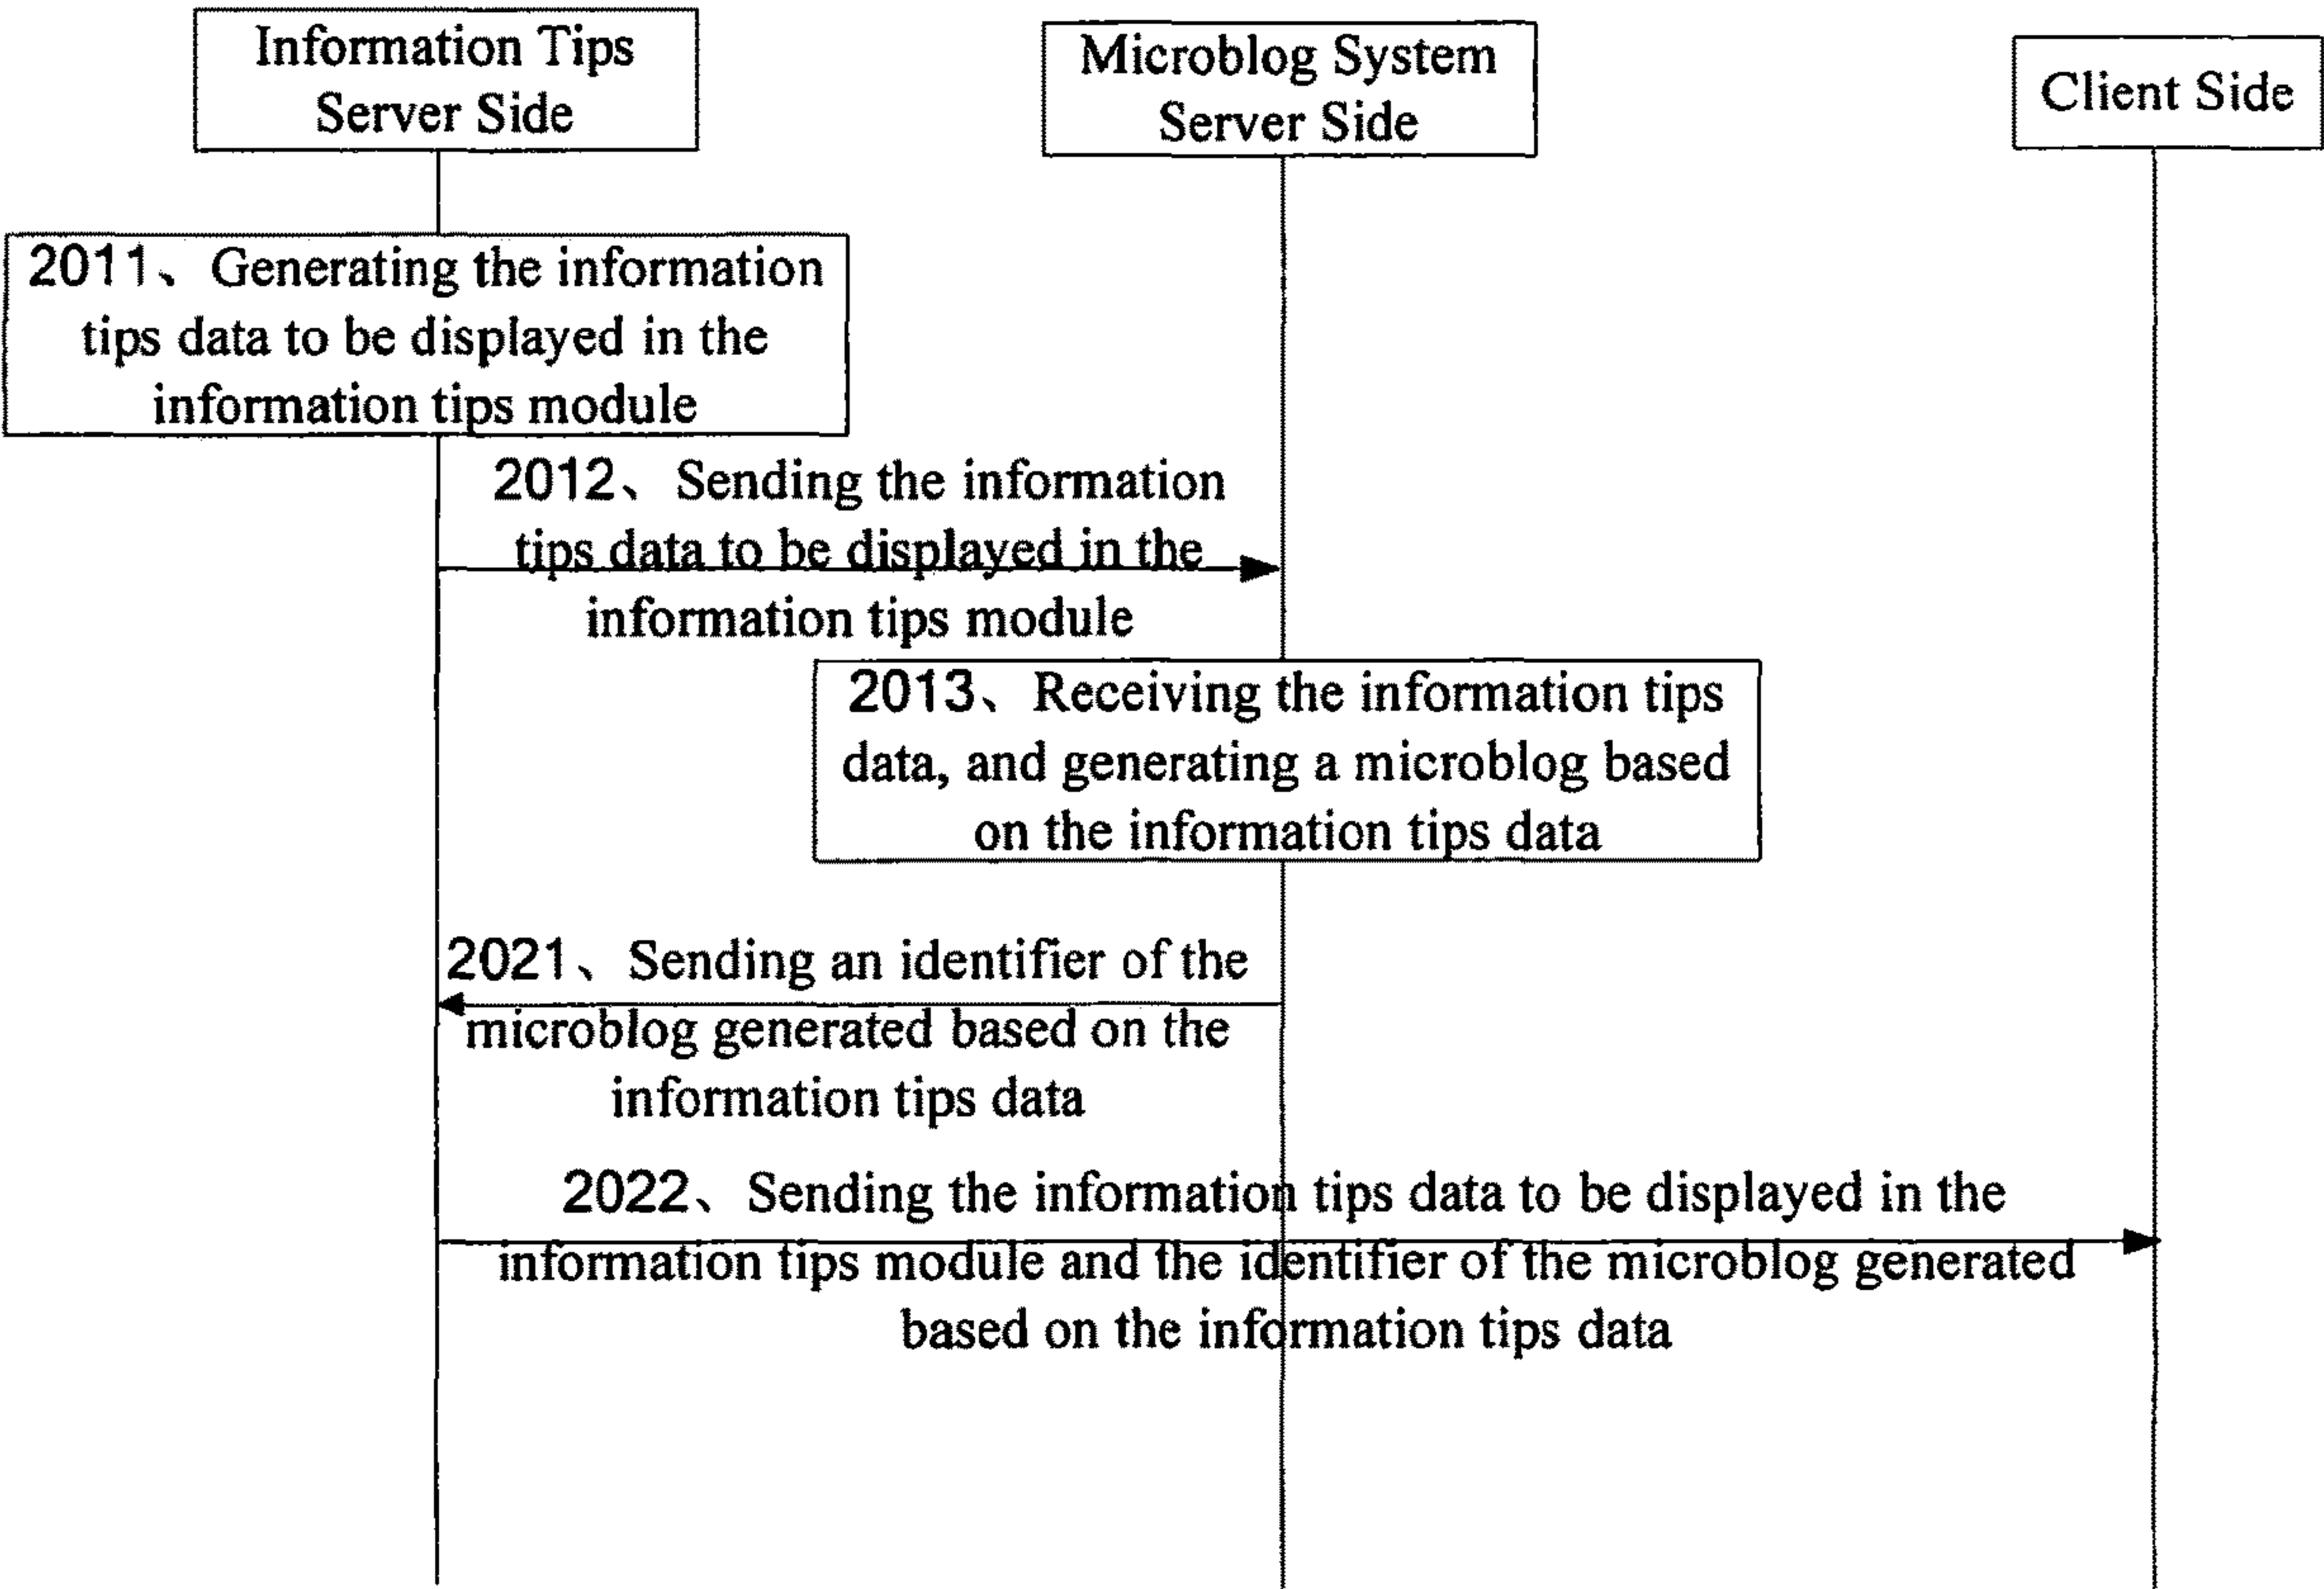 Information Tips
Server Side
Microblog System
Server Side
Client Side
2011、Generating the information
tips data to be displayed in the
information tips module
2012、Sending the information
tips data to be displayed in the
information tips module
2013、Receiving the information tips
data, and generating a microblog based
on the information tips data
2021、Sending an identifier of the
microblog generated based on the
information tips data
2022、Sending the information tips data to be displayed in the
information tips module and the identifier of the microblog generated
based on the information tips data